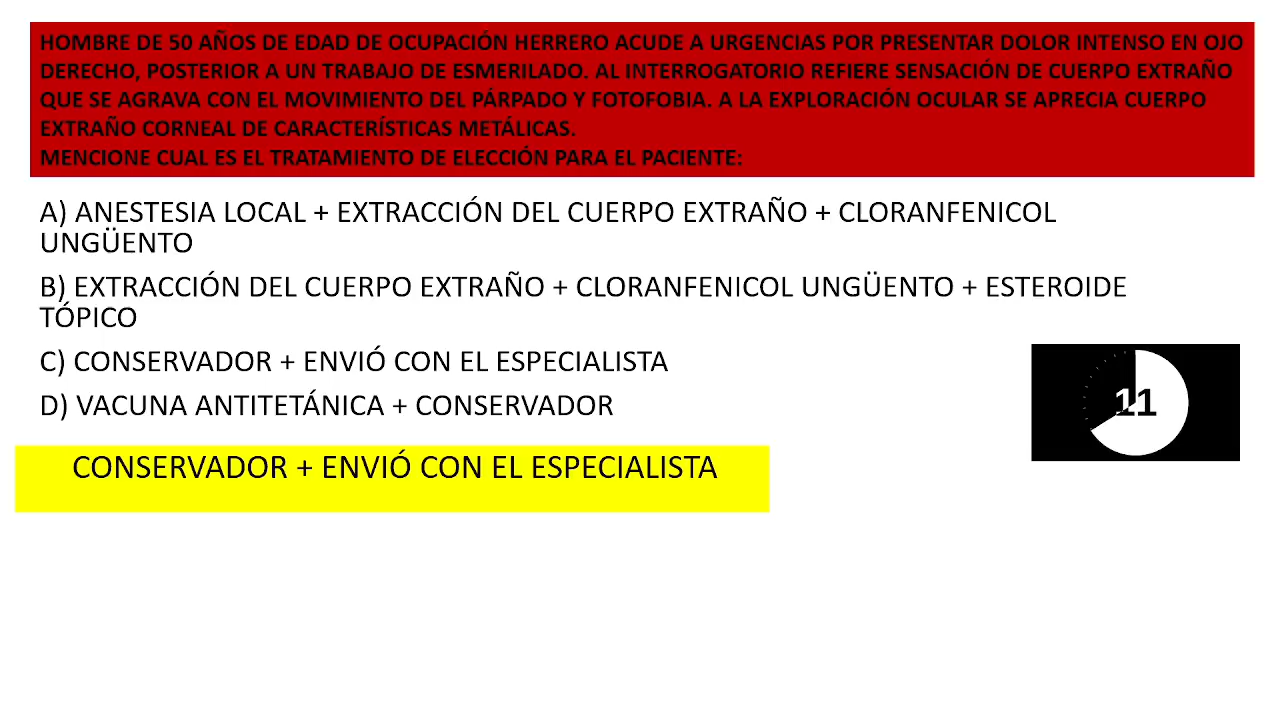 HOMBRE DE 50 AÑOS DE EDAD DE OCUPACIÓN HERRERO ACUDE A URGENCIAS POR PRESENTAR DOLOR INTENSO EN OJO
DERECHO, POSTERIOR A UN TRABAJO DE ESMERILADO. AL INTERROGATORIO REFIERE SENSACIÓN DE CUERPO EXTRAÑO
QUE SE AGRAVA CON EL MOVIMIENTO DEL PÁRPADO Y FOTOFOBIA. A LA EXPLORACIÓN OCULAR SE APRECIA CUERPO
EXTRAÑO CORNEAL DE CARACTERÍSTICAS METÁLICAS.
MENCIONE CUAL ES EL TRATAMIENTO DE ELECCIÓN PARA EL PACIENTE:
A) ANESTESIA LOCAL + EXTRACCIÓN DEL CUERPO EXTRAÑO + CLORANFENICOL
UNGÜENTO
B) EXTRACCIÓN DEL CUERPO EXTRAÑO + CLORANFENICOL UNGÜENTO + ESTEROIDE
TÓPICO
C) CONSERVADOR + ENVIÓ CON EL ESPECIALISTA
D) VACUNA ANTITETÁNICA + CONSERVADOR
11
CONSERVADOR + ENVIÓ CON EL ESPECIALISTA